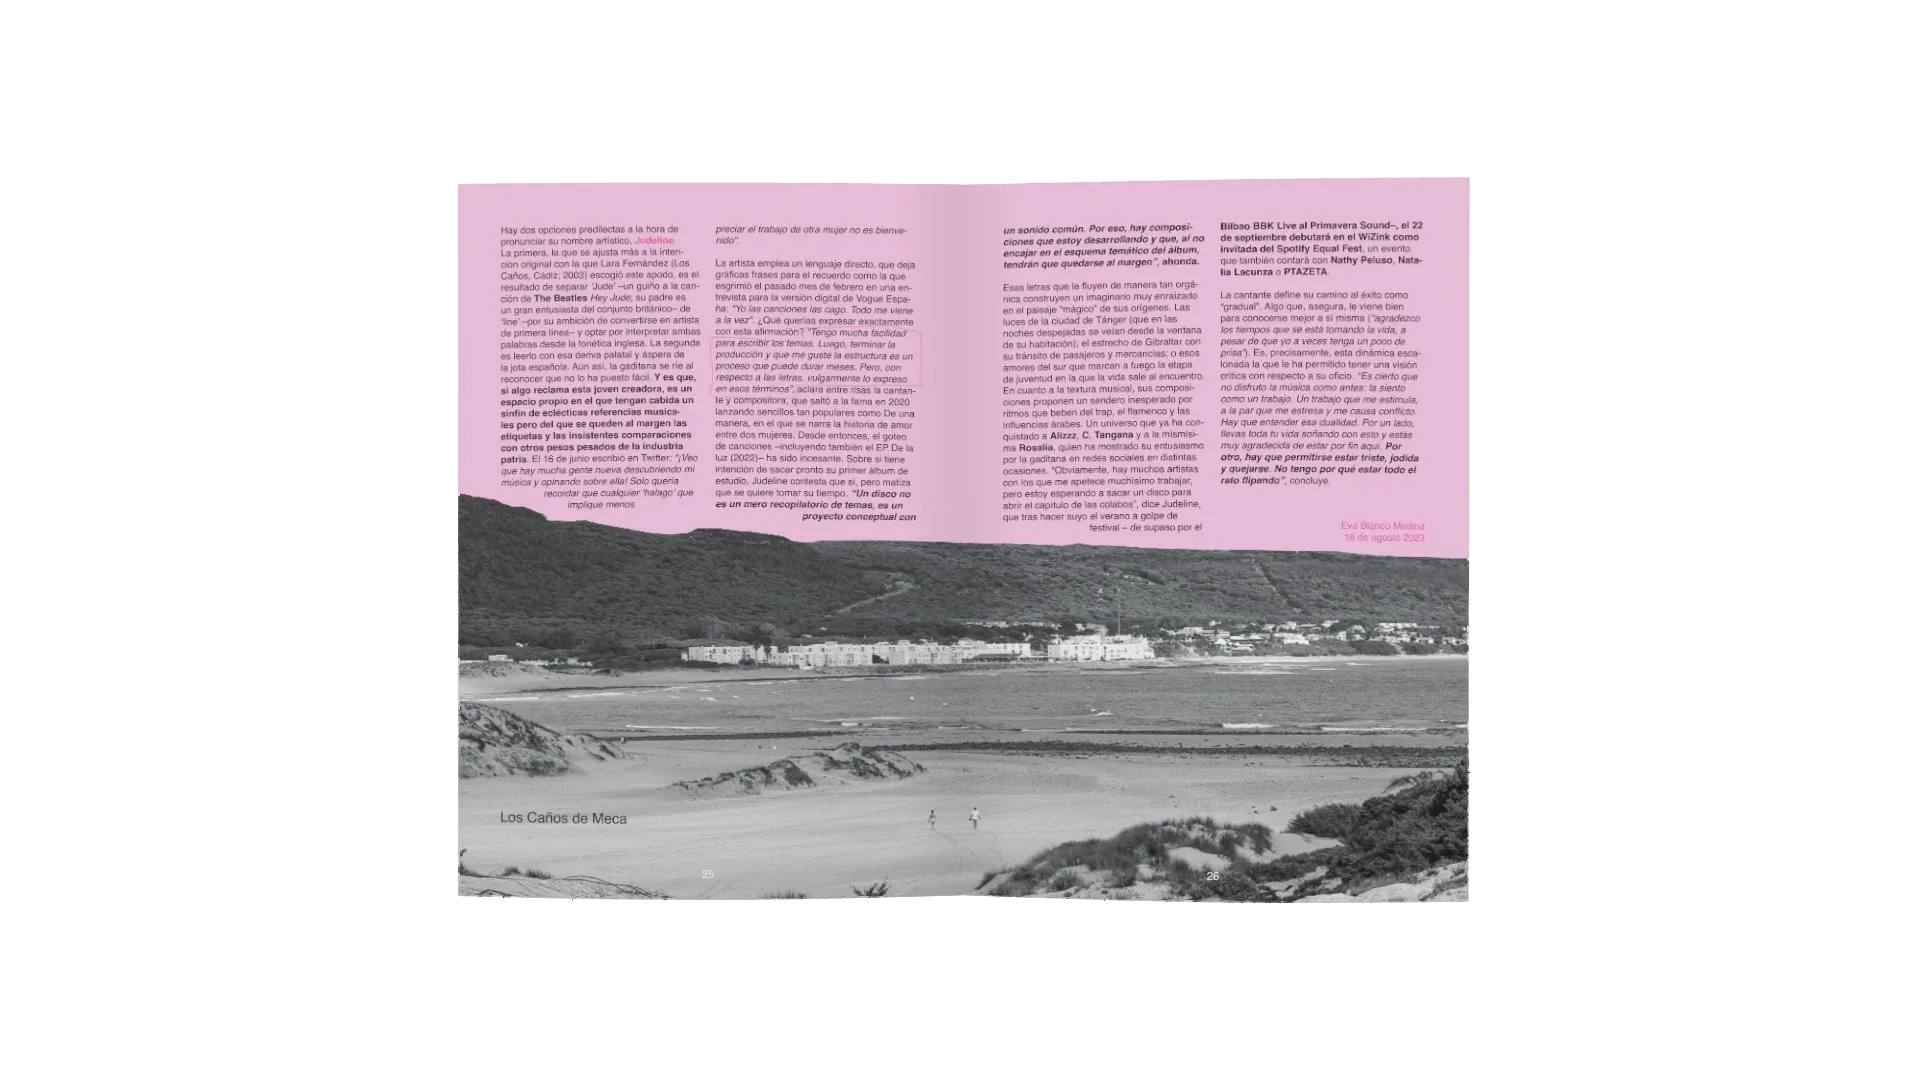 Hay dos opciones predilectas a la hora de
pronunciar su nombre artístico, Judeline.
La primera, la que se ajusta más a la inten-
ción original con la que Lara Fernández (Los
Caños, Cádiz; 2003) escogió este apodo, es el
resultado de separar ‘Jude’ –un guiño a la can-
ción de The Beatles Hey Jude; su padre es
un gran entusiasta del conjunto británico– de
‘line’ –por su ambición de convertirse en artista
de primera línea– y optar por interpretar ambas
palabras desde la fonética inglesa. La segunda
es leerlo con esa deriva palatal y áspera de
la jota española. Aún así, la gaditana se ríe al
reconocer que no lo ha puesto fácil. Y es que,
si algo reclama esta joven creadora, es un
espacio propio en el que tengan cabida un
sinfín de eclécticas referencias musica-
les pero del que se queden al margen las
etiquetas y las insistentes comparaciones
con otros pesos pesados de la industria
patria. El 16 de junio escribió en Twitter: “¡Veo
que hay mucha gente nueva descubriendo mi
música y opinando sobre ella! Solo quería
recordar que cualquier ‘halago’ que
implique menos
preciar el trabajo de otra mujer no es bienve-
nido”.
La artista emplea un lenguaje directo, que deja
gráficas frases para el recuerdo como la que
esgrimió el pasado mes de febrero en una en-
trevista para la versión digital de Vogue Espa-
ña: “Yo las canciones las cago. Todo me viene
a la vez”. ¿Qué querías expresar exactamente
con esta afirmación? “Tengo mucha facilidad
para escribir los temas. Luego, terminar la
producción y que me guste la estructura es un
proceso que puede durar meses. Pero, con
respecto a las letras, vulgarmente lo expreso
en esos términos”, aclara entre risas la cantan-
te y compositora, que saltó a la fama en 2020
lanzando sencillos tan populares como De una
manera, en el que se narra la historia de amor
entre dos mujeres. Desde entonces, el goteo
de canciones –incluyendo también el EP De la
luz (2022)– ha sido incesante. Sobre si tiene
intención de sacar pronto su primer álbum de
estudio, Judeline contesta que sí, pero matiza
que se quiere tomar su tiempo. “Un disco no
es un mero recopilatorio de temas, es un
proyecto conceptual con
un sonido común. Por eso, hay composi-
ciones que estoy desarrollando y que, al no
encajar en el esquema temático del álbum,
tendrán que quedarse al margen”, ahonda.
Esas letras que le fluyen de manera tan orgá-
nica construyen un imaginario muy enraizado
en el paisaje “mágico” de sus orígenes. Las
luces de la ciudad de Tánger (que en las
noches despejadas se veían desde la ventana
de su habitación); el estrecho de Gibraltar con
su tránsito de pasajeros y mercancías; o esos
amores del sur que marcan a fuego la etapa
de juventud en la que la vida sale al encuentro.
En cuanto a la textura musical, sus composi-
ciones proponen un sendero inesperado por
ritmos que beben del trap, el flamenco y las
influencias árabes. Un universo que ya ha con-
quistado a Alizzz, C. Tangana y a la mismísi-
ma Rosalía, quien ha mostrado su entusiasmo
por la gaditana en redes sociales en distintas
ocasiones. “Obviamente, hay muchos artistas
con los que me apetece muchísimo trabajar,
pero estoy esperando a sacar un disco para
abrir el capítulo de las colabos”, dice Judeline,
que tras hacer suyo el verano a golpe de
festival – de supaso por el
Bilbao BBK Live al Primavera Sound–, el 22
de septiembre debutará en el WiZink como
invitada del Spotify Equal Fest, un evento
que también contará con Nathy Peluso, Nata-
lia Lacunza o PTAZETA.
La cantante define su camino al éxito como
“gradual”. Algo que, asegura, le viene bien
para conocerse mejor a sí misma (“agradezco
los tiempos que se está tomando la vida, a
pesar de que yo a veces tenga un poco de
prisa”). Es, precisamente, esta dinámica esca-
lonada la que le ha permitido tener una visión
crítica con respecto a su oficio. “Es cierto que
no disfruto la música como antes: la siento
como un trabajo. Un trabajo que me estimula,
a la par que me estresa y me causa conflicto.
Hay que entender esa dualidad. Por un lado,
llevas toda tu vida soñando con esto y estás
muy agradecida de estar por fin aquí. Por
otro, hay que permitirse estar triste, jodida
y quejarse. No tengo por qué estar todo el
rato flipando”, concluye.
Eva Blanco Medina
18 de agosto 2023
Los Caños de Meca
25
26